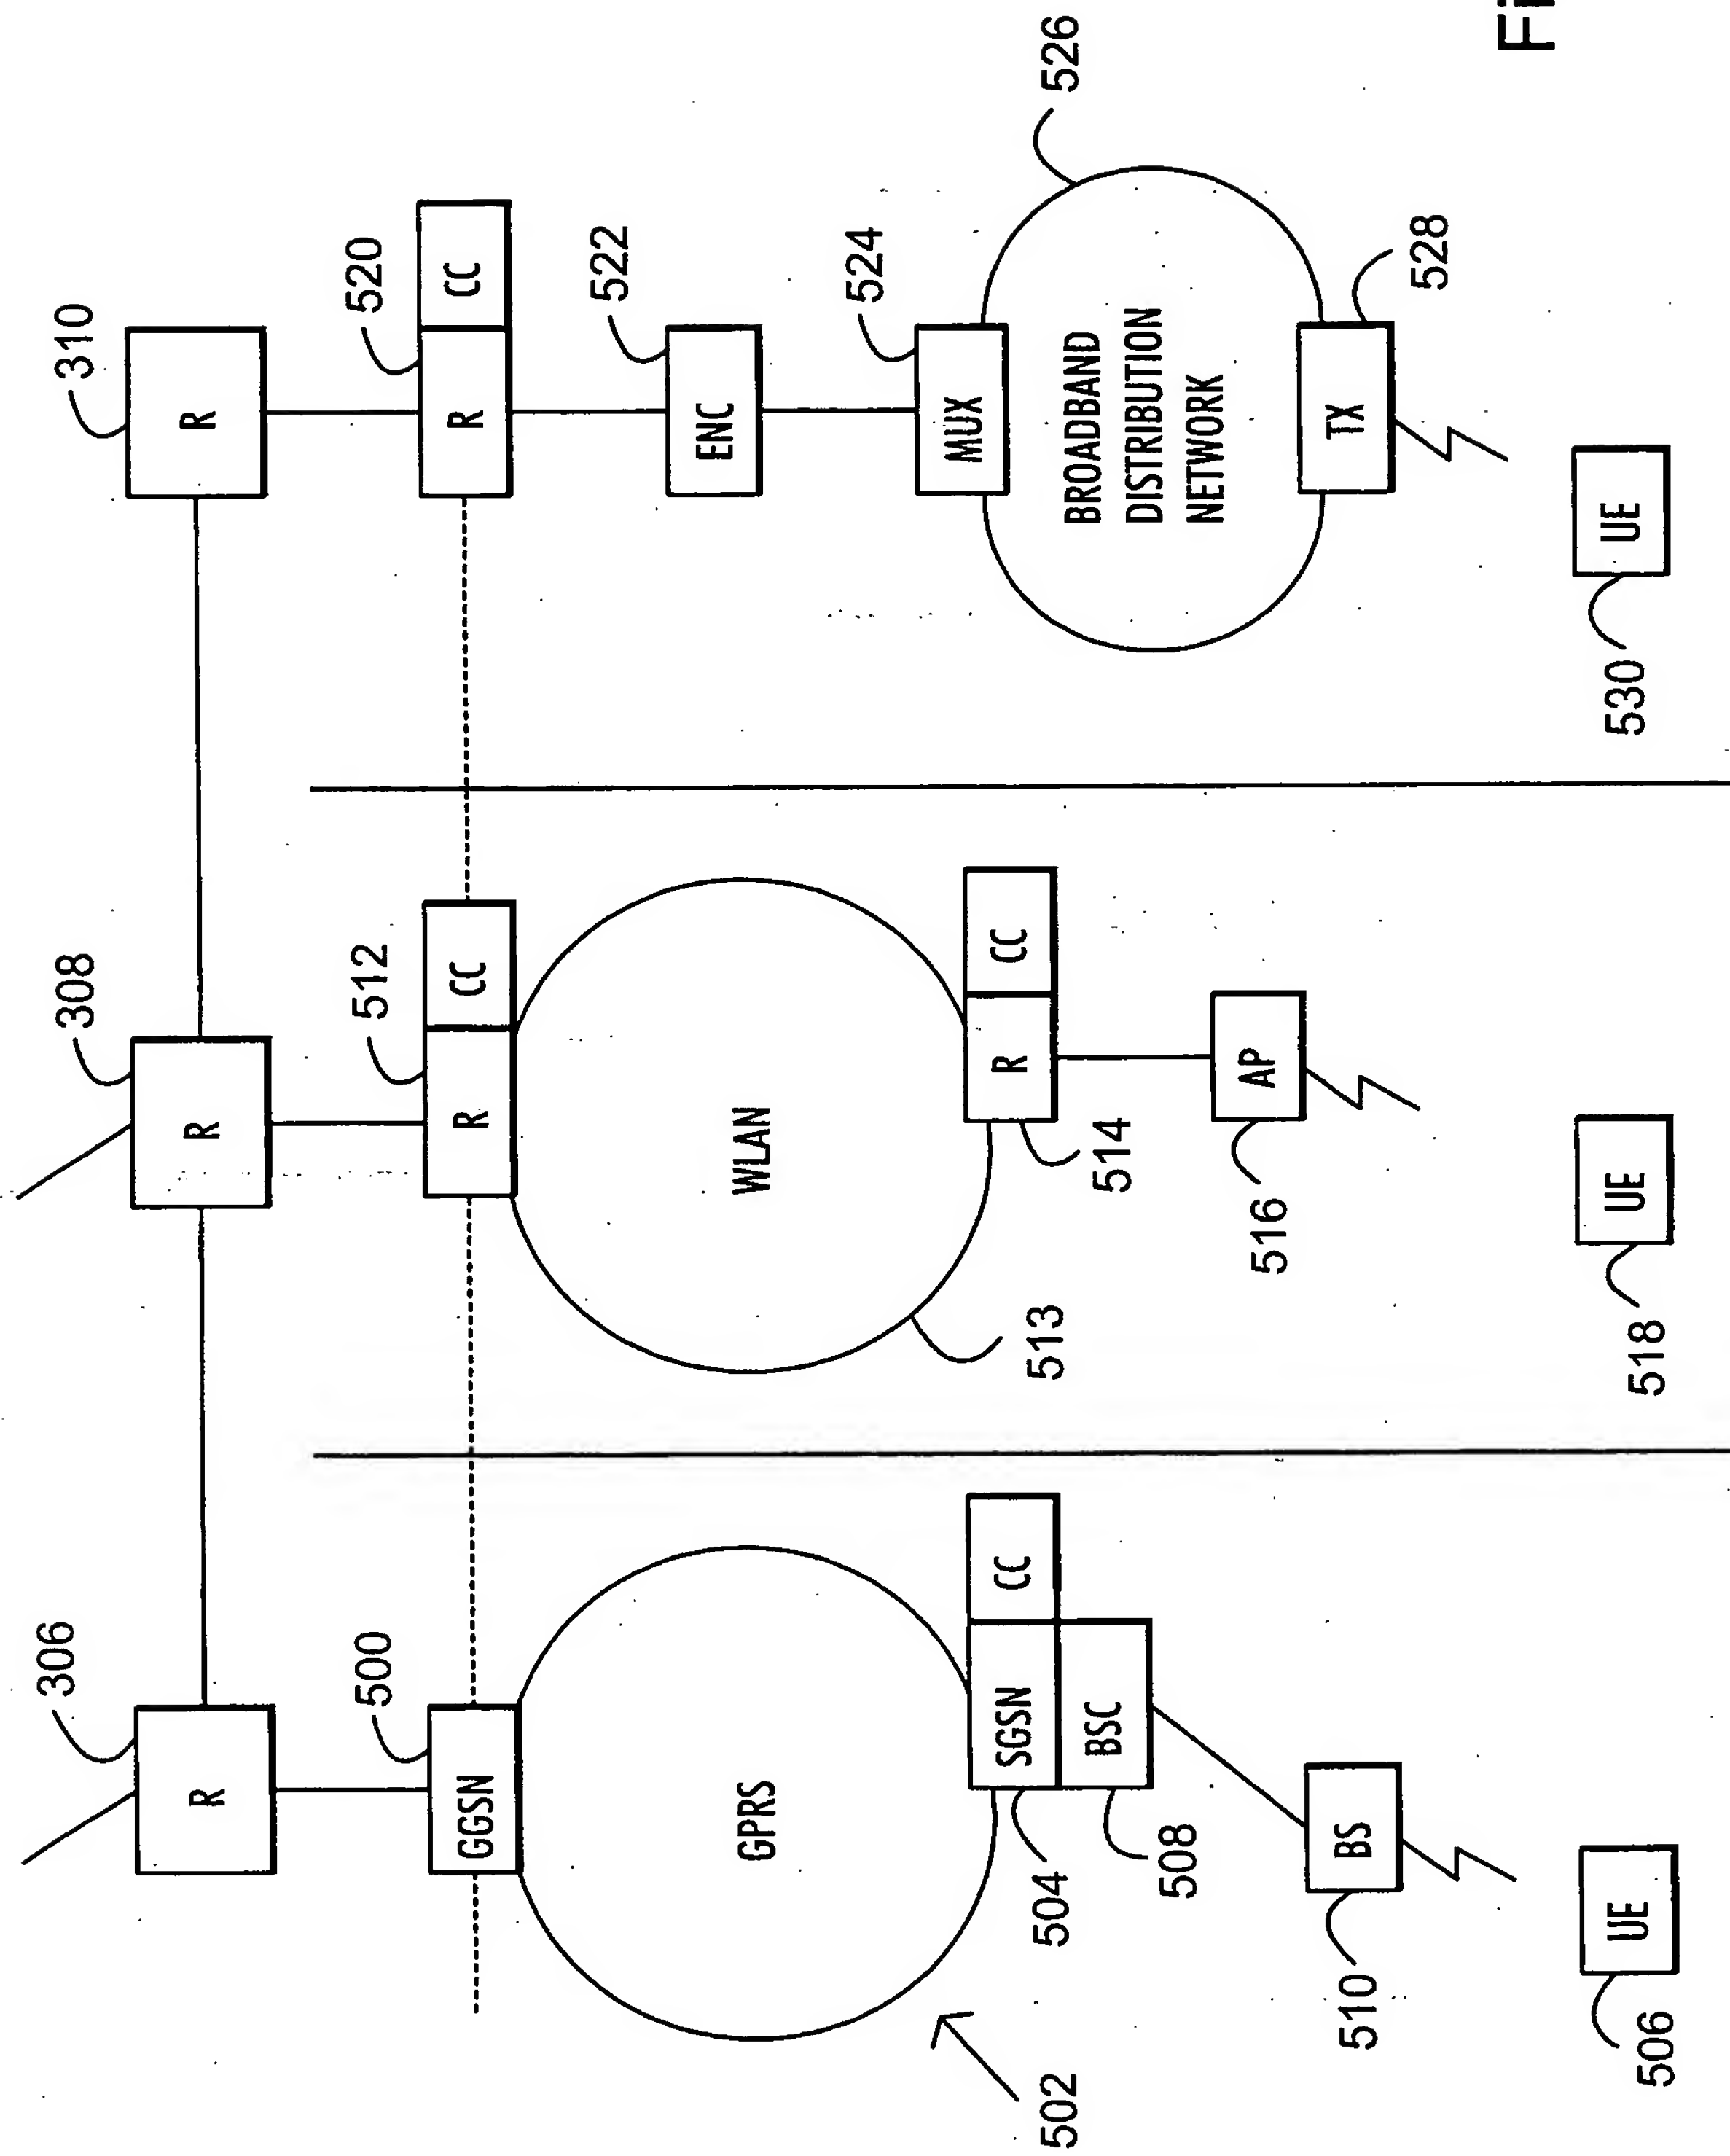 306
R
308
R
310
R
500
GGSN
512
R
CC
520
R
CC
GPRS
WLAN
522
ENC
524
MUX
526
BROADBAND
DISTRIBUTION
NETWORK
502
504
SGSN
CC
508
BSC
513
514
R
CC
TX
528
510
BS
516
AP
506
UE
518
UE
530
UE